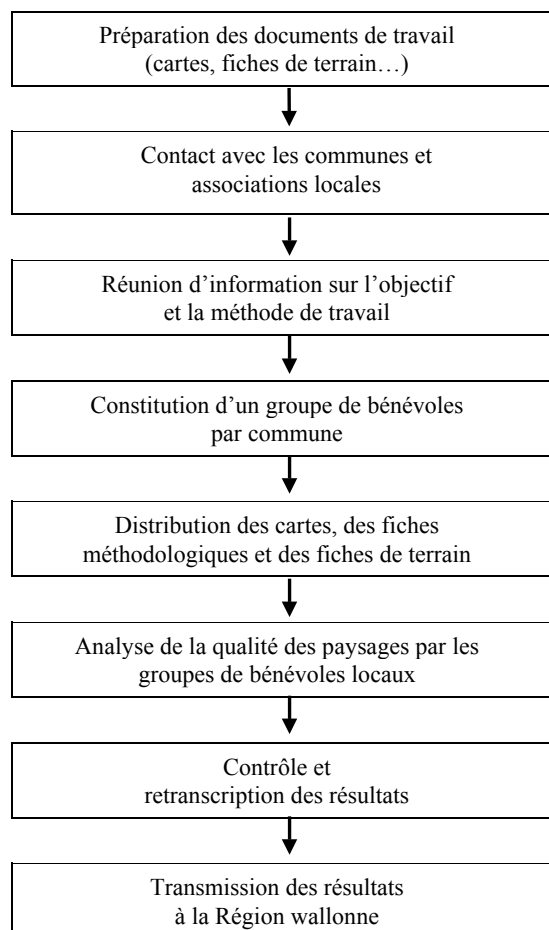 Préparation des documents de travail
(cartes, fiches de terrain…)
Contact avec les communes et
associations locales
Réunion d’information sur l’objectif
et la méthode de travail
Constitution d’un groupe de bénévoles
par commune
Distribution des cartes, des fiches
méthodologiques et des fiches de terrain
Analyse de la qualité des paysages par les
groupes de bénévoles locaux
Contrôle et
retranscription des résultats
Transmission des résultats
à la Région wallonne